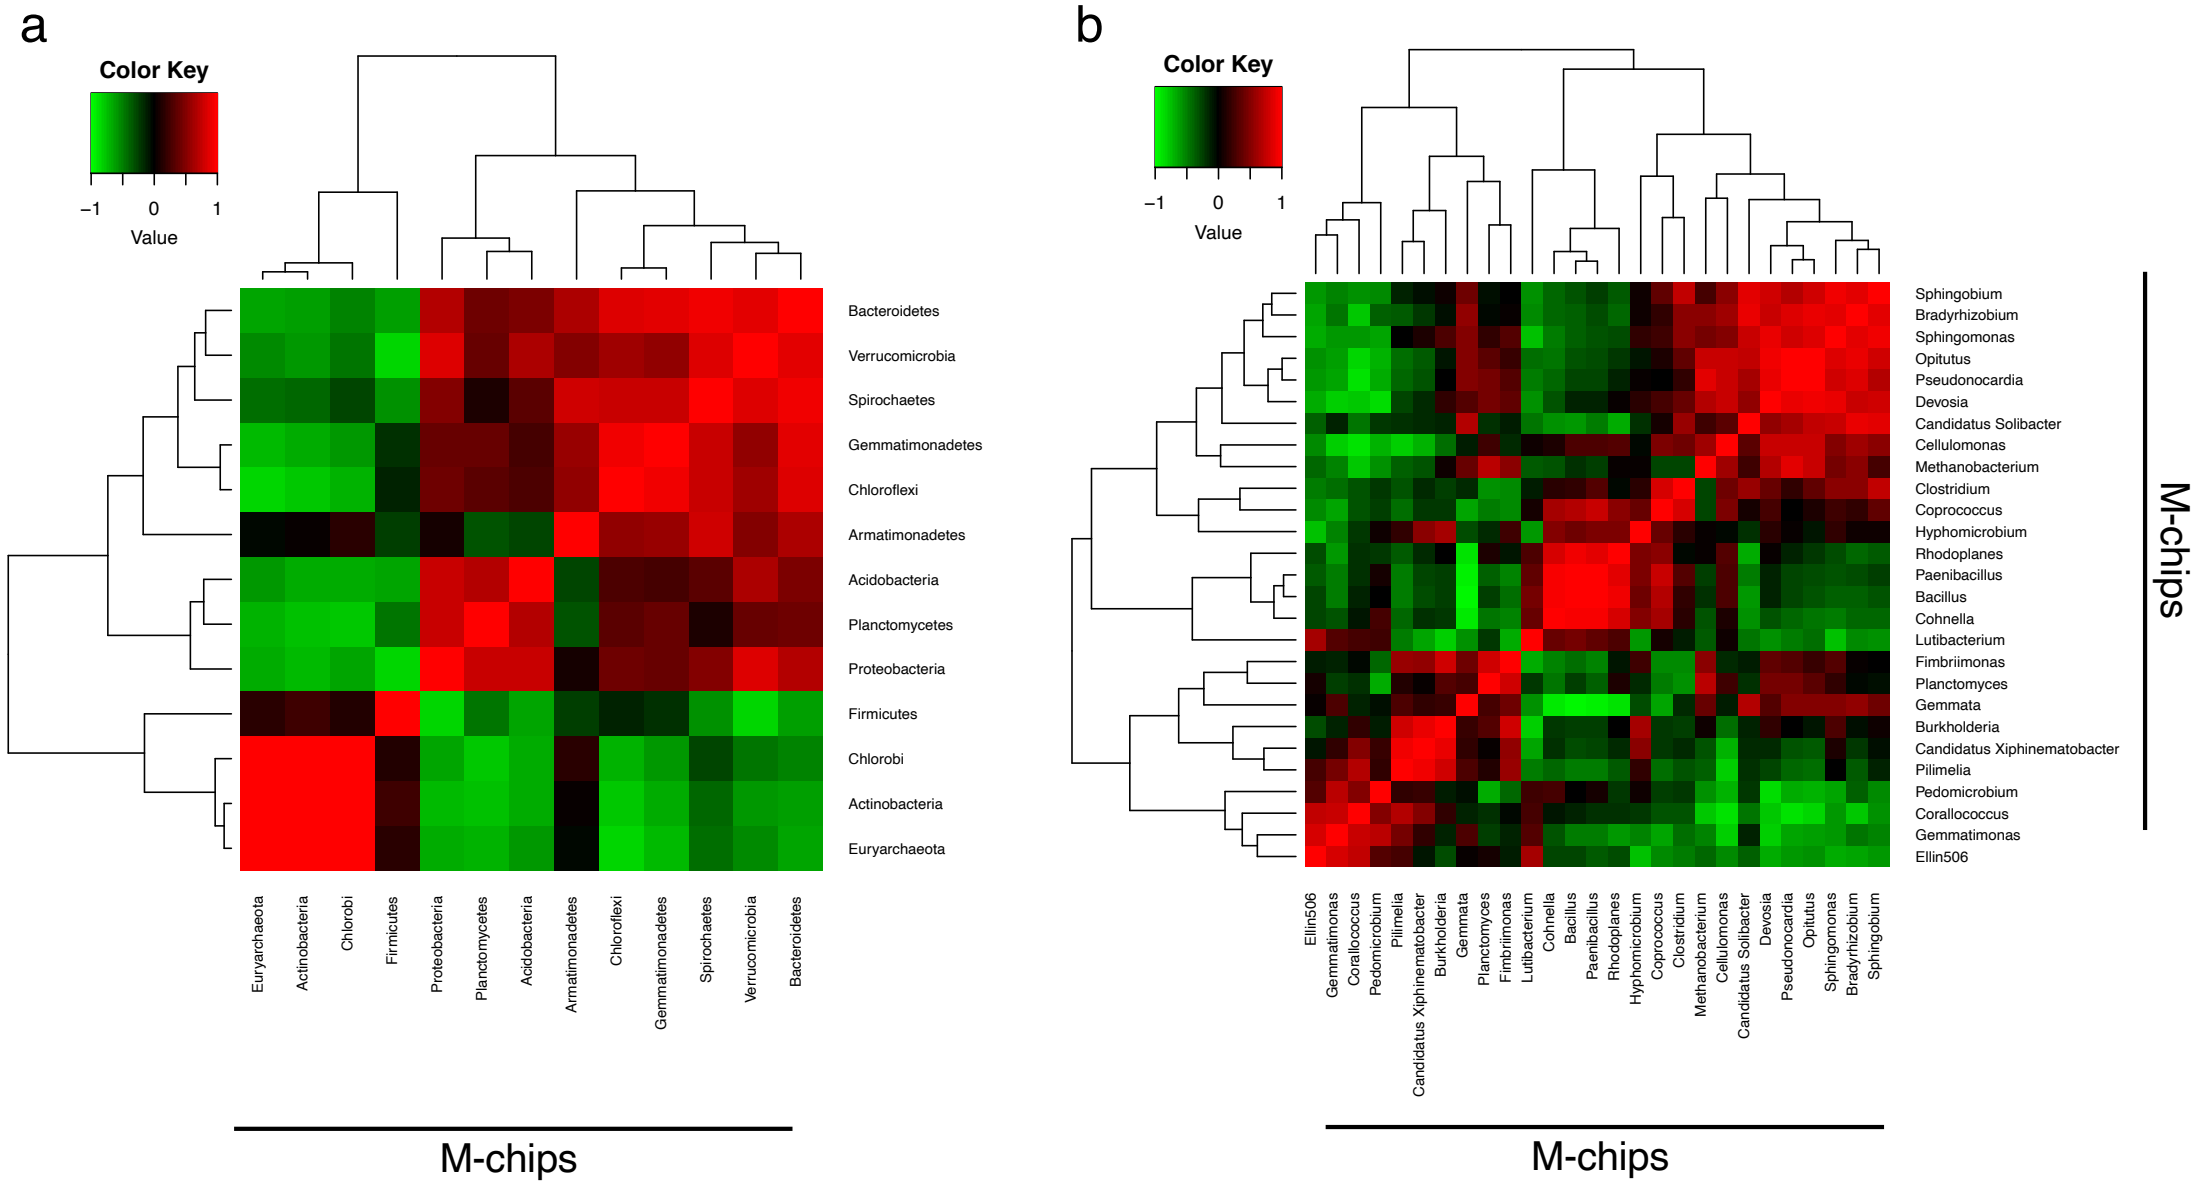 a
Color Key
−1 0 1
Value
Bacteroidetes
Verrucomicrobia
Spirochaetes
Gemmatimonadetes
Chloroflexi
Armatimonadetes
Acidobacteria
Planctomycetes
Proteobacteria
Firmicutes
Chlorobi
Actinobacteria
Euryarchaeota
Euryarchaeota
Actinobacteria
Chlorobi
Firmicutes
Proteobacteria
Planctomycetes
Acidobacteria
Armatimonadetes
Chloroflexi
Gemmatimonadetes
Spirochaetes
Verrucomicrobia
Bacteroidetes
M-chips
b
Color Key
−1 0 1
Value
Sphingobium
Bradyrhizobium
Sphingomonas
Opitutus
Pseudonocardia
Devosia
Candidatus Solibacter
Cellulomonas
Methanobacterium
Clostridium
Coprococcus
Hyphomicrobium
Rhodoplanes
Paenibacillus
Bacillus
Cohnella
Lutibacterium
Fimbriimonas
Planctomyces
Gemmata
Burkholderia
Candidatus Xiphinematobacter
Pilimelia
Pedomicrobium
Corallococcus
Gemmatimonas
Ellin506
M-chips
Ellin506
Gemmatimonas
Corallococcus
Pedomicrobium
Pilimelia
Candidatus Xiphinematobacter
Burkholderia
Gemmata
Planctomyces
Fimbriimonas
Lutibacterium
Cohnella
Bacillus
Paenibacillus
Rhodoplanes
Hyphomicrobium
Coprococcus
Clostridium
Methanobacterium
Cellulomonas
Candidatus Solibacter
Devosia
Pseudonocardia
Opitutus
Sphingomonas
Bradyrhizobium
Sphingobium
M-chips